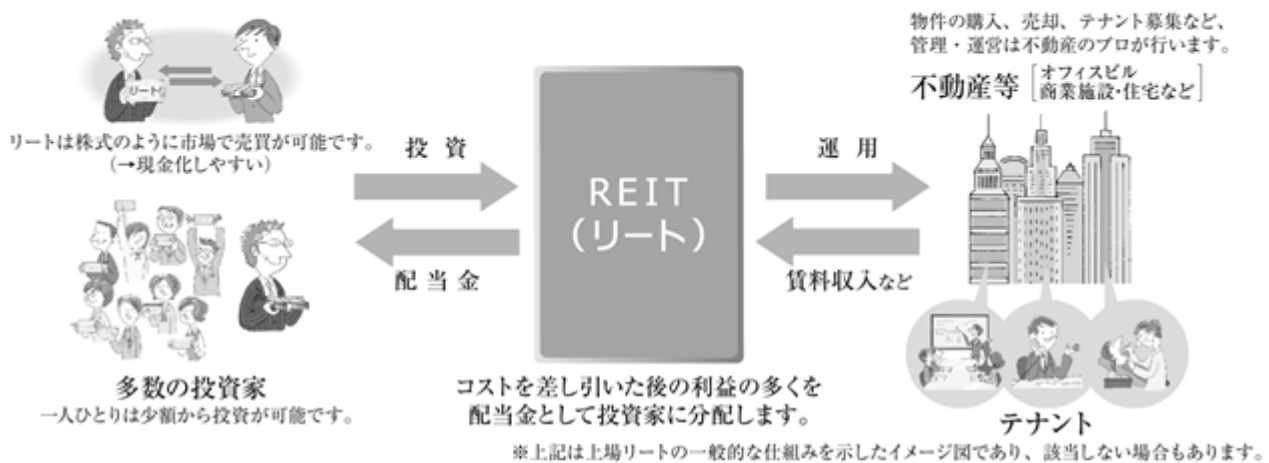 リート
リートは株式のように市場で売買が可能です。
（→現金化しやすい）
多数の投資家
一人ひとりは少額から投資が可能です。
投 資
配 当 金
REIT
（リート）
コストを差し引いた後の利益の多くを
配当金として投資家に分配します。
運 用
賃料収入など
物件の購入、売却、テナント募集など、
管理・運営は不動産のプロが行います。
不動産等［オフィスビル
商業施設・住宅など］
テナント
※上記は上場リートの一般的な仕組みを示したイメージ図であり、該当しない場合もあります。